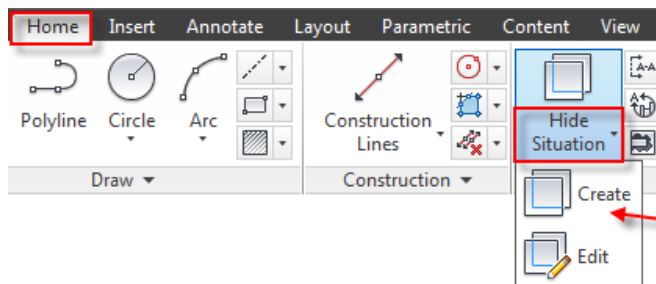 Home Insert Annotate Layout Parametric Content View
Polyline Circle Arc
Construction
Lines
Hide
Situation
Draw Construction
Create
Edit